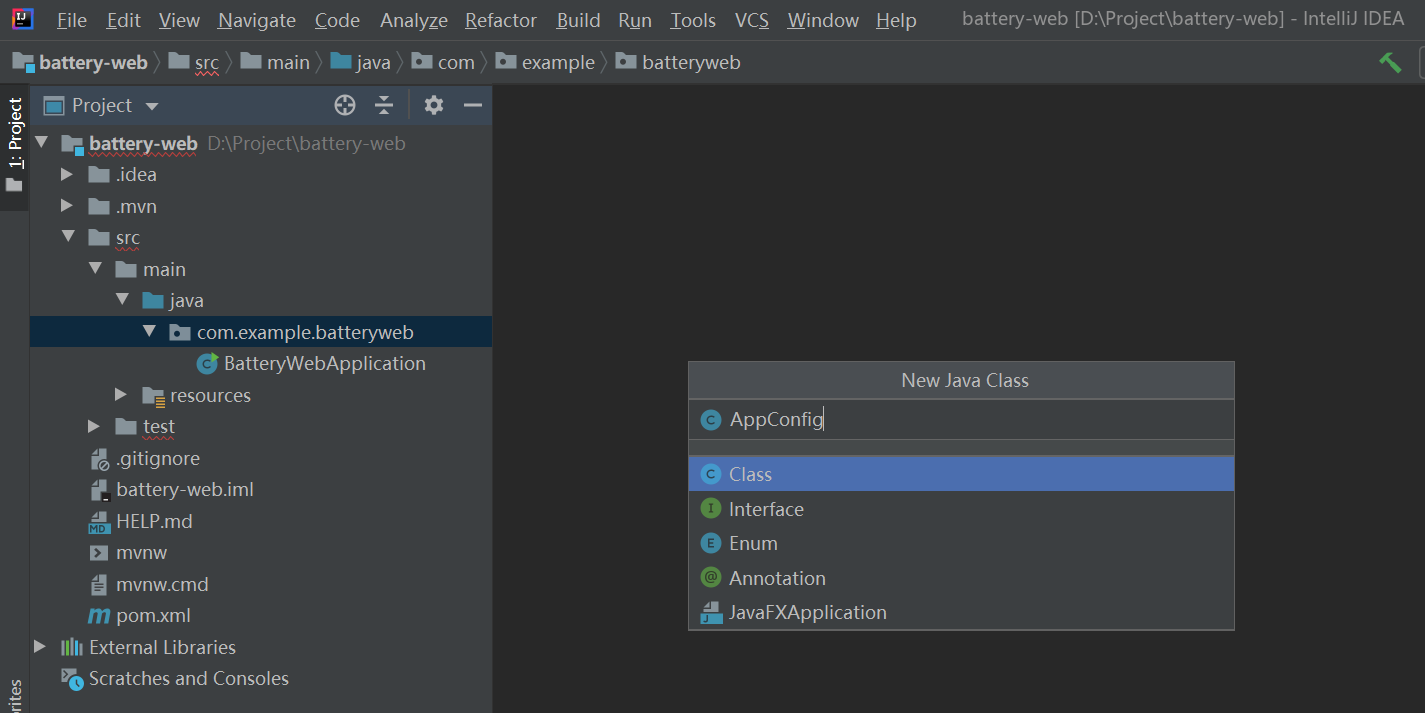 File Edit View Navigate Code Analyze Refactor Build Run Tools VCS Window Help battery-web [D:\Project\battery-web] - IntelliJ IDEA
battery-web src main java com example batteryweb
1: Project
Project
battery-web D:\Project\battery-web
.idea
.mvn
src
main
java
com.example.batteryweb
BatteryWebApplication
resources
test
.gitignore
battery-web.iml
HELP.md
mvnw
mvnw.cmd
pom.xml
External Libraries
Scratches and Consoles
New Java Class
AppConfig
Class
Interface
Enum
Annotation
JavaFXApplication